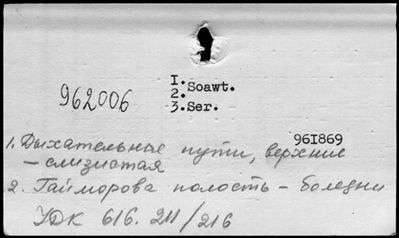 962006
I. Soawt.
2.
3. Ser.
961869
1. Дыхательные пути, верхние
– слизистая
2. Гайморова полость – болезни
УДК 616. 211/216